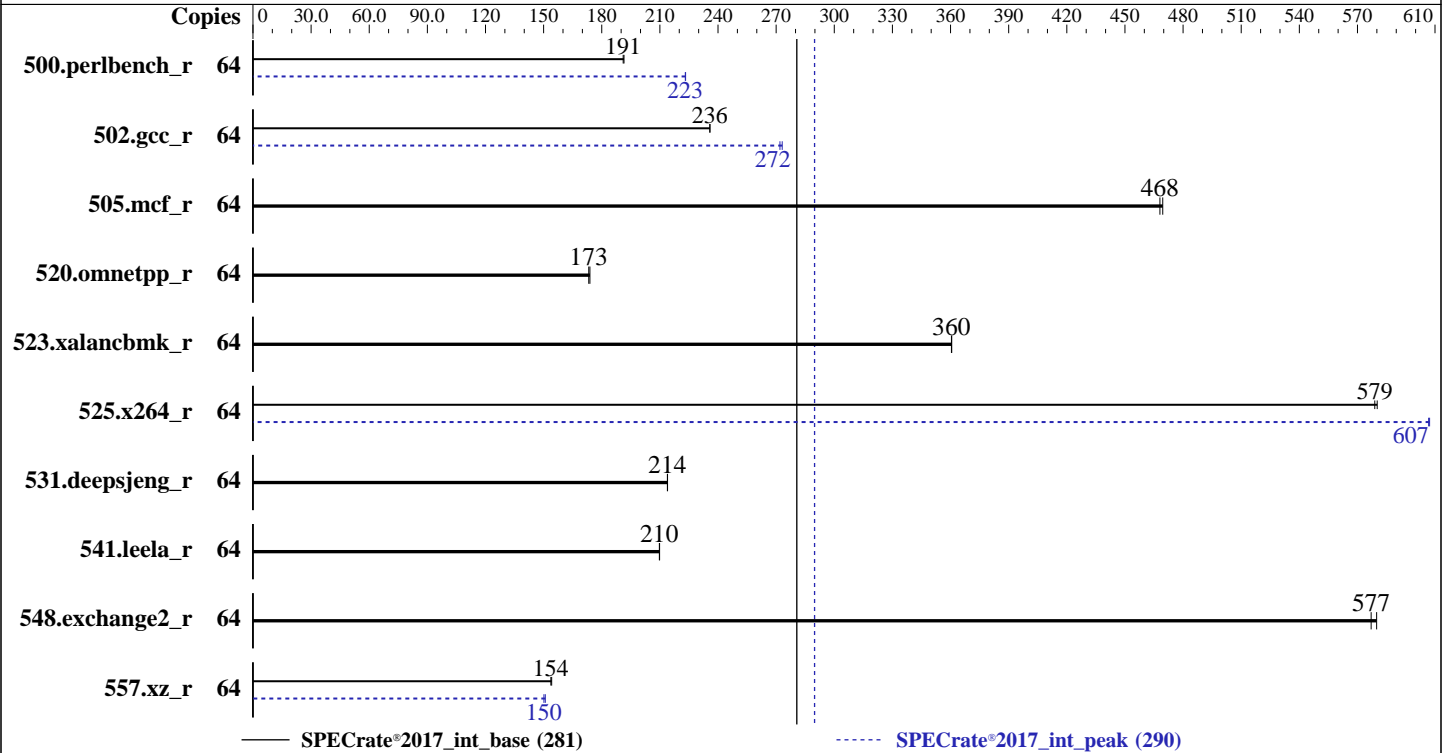 Copies 0 30.0 60.0 90.0 120 150 180 210 240 270 300 330 360 390 420 450 480 510 540 570 610
500.perlbench_r 64 191
223
502.gcc_r 64 236
272
505.mcf_r 64 468
520.omnetpp_r 64 173
523.xalancbmk_r 64 360
525.x264_r 64 579
607
531.deepsjeng_r 64 214
541.leela_r 64 210
548.exchange2_r 64 577
557.xz_r 64 154
150
SPECrate®2017_int_base (281) SPECrate®2017_int_peak (290)